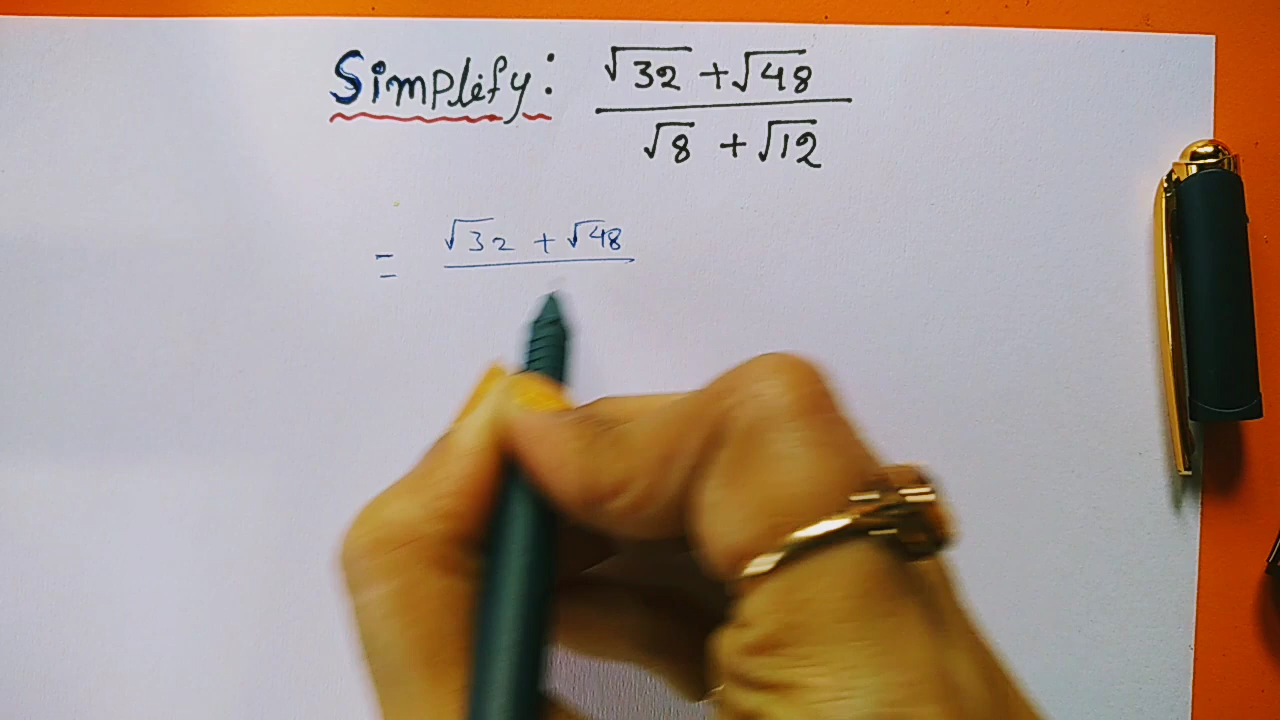 Simplify: √32 + √48
√8 + √12
= √32 + √48